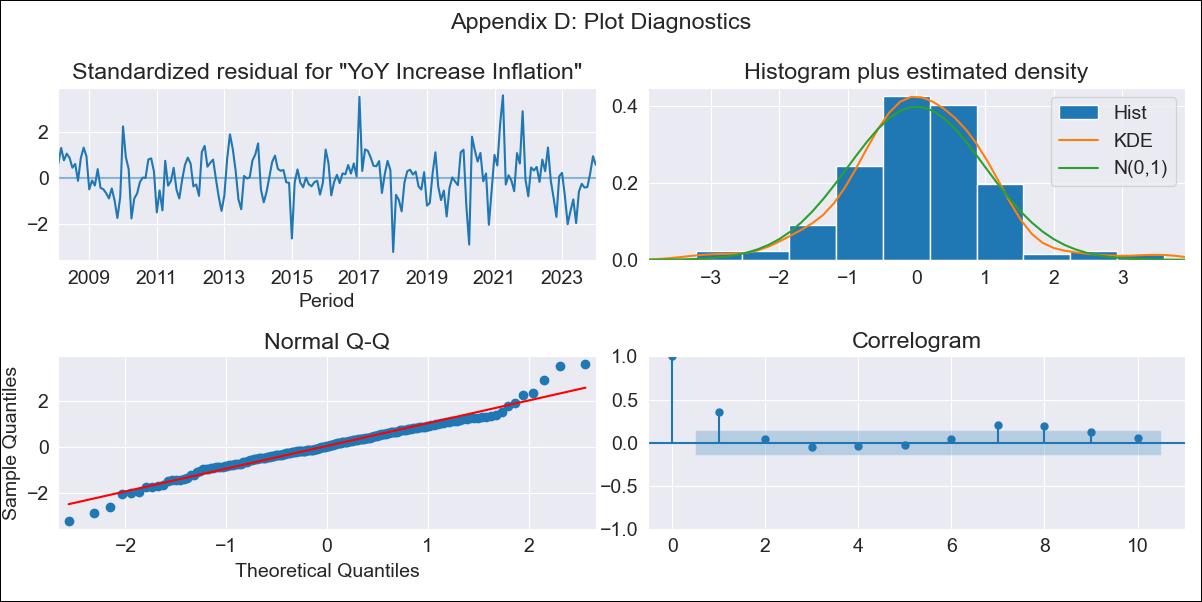 Appendix D: Plot Diagnostics
Standardized residual for "YoY Increase Inflation"
2
0
−2
2009 2011 2013 2015 2017 2019 2021 2023
Period
Histogram plus estimated density
0.4
0.2
0.0
−3 −2 −1 0 1 2 3
Hist
KDE
N(0,1)
Normal Q-Q
Sample Quantiles
2
0
−2
−2 −1 0 1 2
Theoretical Quantiles
Correlogram
1.0
0.5
0.0
−0.5
−1.0
0 2 4 6 8 10